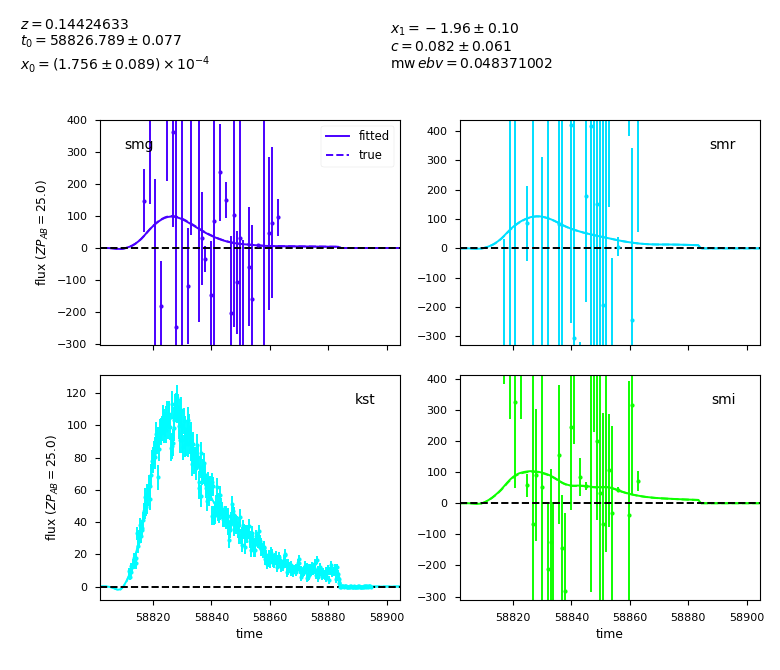 z = 0.14424633
t₀ = 58826.789 ± 0.077
x₀ = (1.756 ± 0.089) × 10⁻⁴
x₁ = −1.96 ± 0.10
c = 0.082 ± 0.061
mw ebv = 0.048371002
smg
fitted
true
400
300
200
100
0
−100
−200
−300
flux (ZP_AB = 25.0)
smr
400
300
200
100
0
−100
−200
−300
kst
120
100
80
60
40
20
0
flux (ZP_AB = 25.0)
58820 58840 58860 58880 58900
time
smi
400
300
200
100
0
−100
−200
−300
58820 58840 58860 58880 58900
time